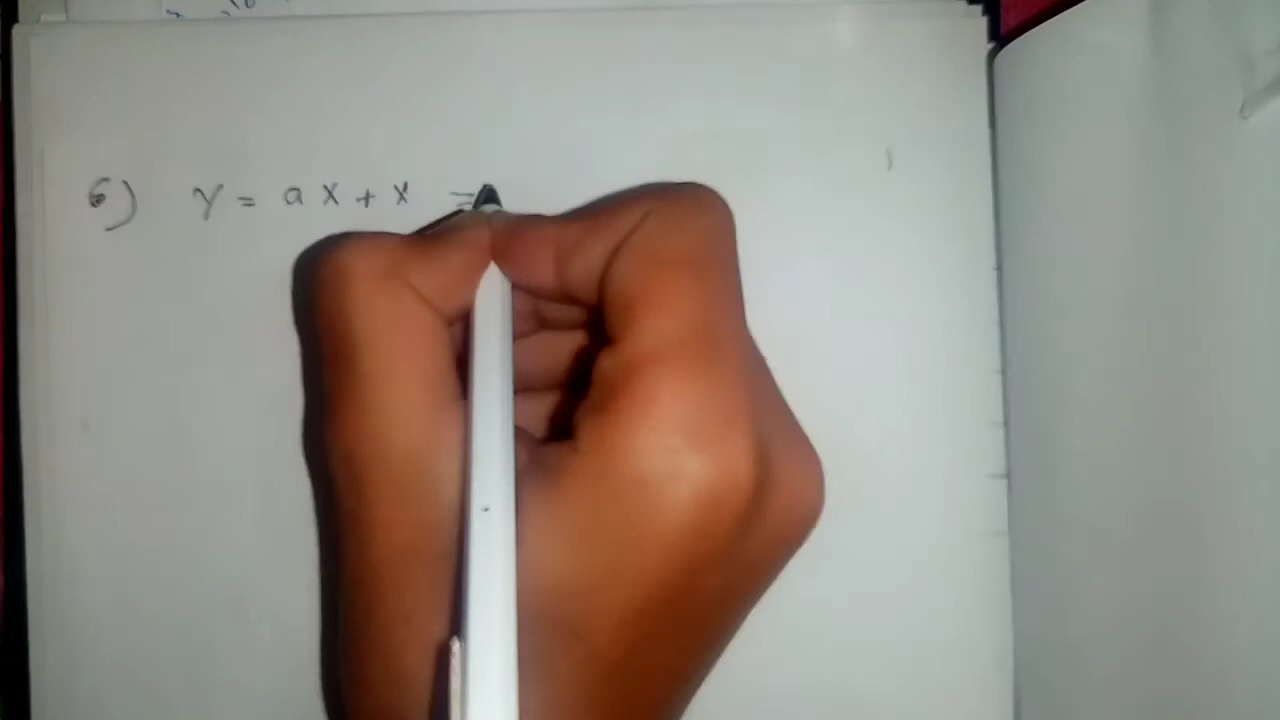 6) Y = a x + x =